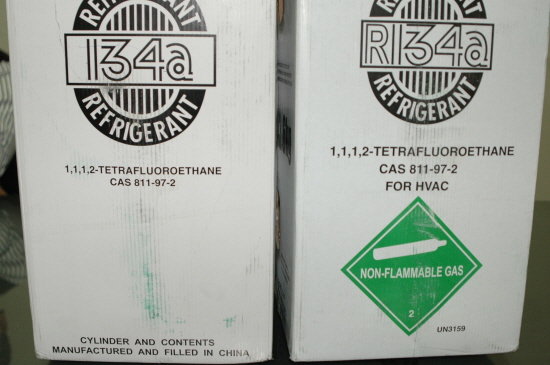 REFRIGERANT
134a
REFRIGERANT
1,1,1,2-TETRAFLUOROETHANE
CAS 811-97-2
CYLINDER AND CONTENTS
MANUFACTURED AND FILLED IN CHINA
REFRIGERANT
R134a
REFRIGERANT
1,1,1,2-TETRAFLUOROETHANE
CAS 811-97-2
FOR HVAC
NON-FLAMMABLE GAS
2
UN3159